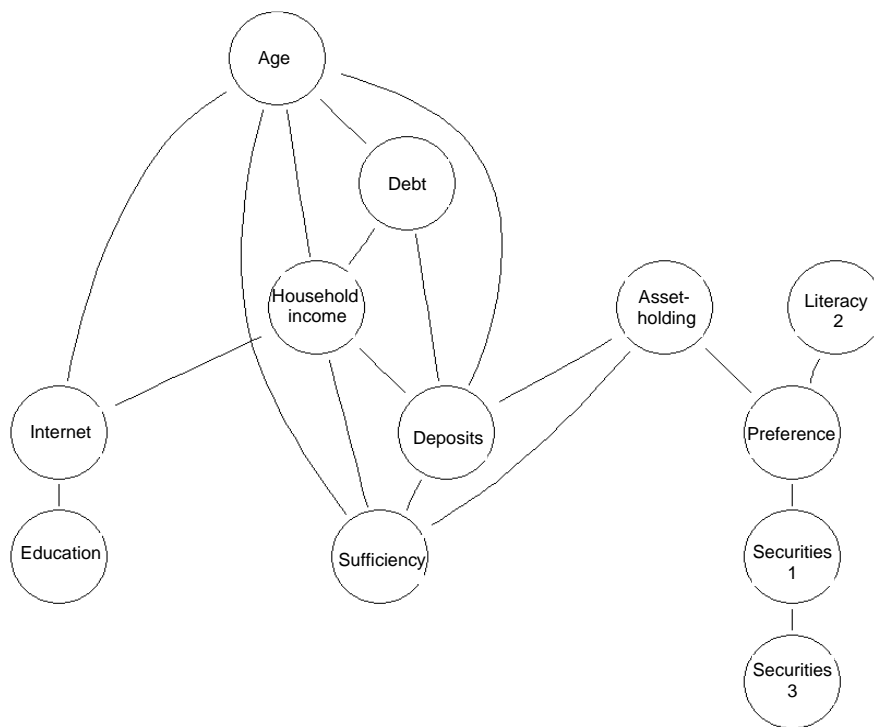 Age
Debt
Household
income
Asset-
holding
Literacy
2
Internet
Deposits
Preference
Education
Sufficiency
Securities
1
Securities
3